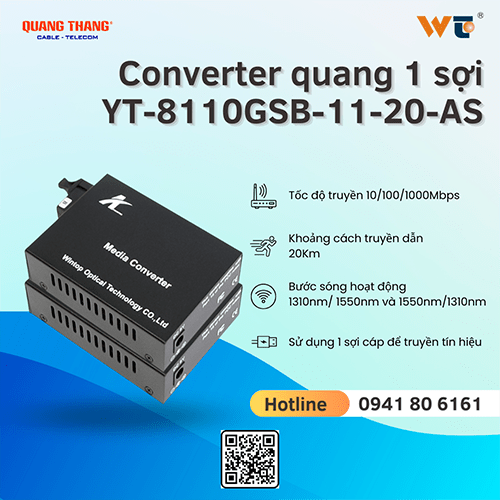 QUANG THANG®
CABLE - TELECOM
WT
Converter quang 1 sợi
YT-8110GSB-11-20-AS
Media Converter
Wintop Optical Technology CO.,Ltd
Tốc độ truyền 10/100/1000Mbps
Khoảng cách truyền dẫn
20Km
Bước sóng hoạt động
1310nm/ 1550nm và 1550nm/1310nm
Sử dụng 1 sợi cáp để truyền tín hiệu
Hotline 0941 80 6161